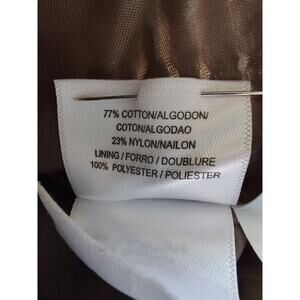 77% COTTON/ALGODON/
COTON/ALGODAO
23% NYLON/NAILON
LINING / FORRO / DOUBLURE
100% POLYESTER / POLIESTER